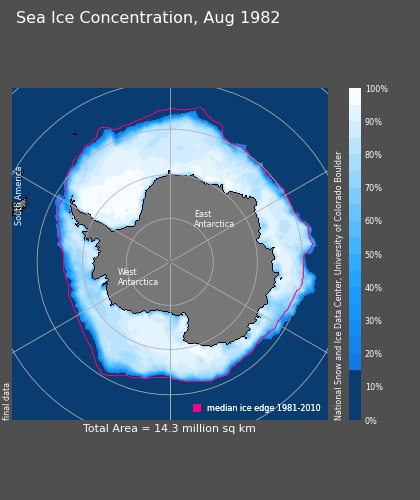 Sea Ice Concentration, Aug 1982
South America
East
Antarctica
West
Antarctica
final data
median ice edge 1981-2010
Total Area = 14.3 million sq km
National Snow and Ice Data Center, University of Colorado Boulder
100%
90%
80%
70%
60%
50%
40%
30%
20%
10%
0%